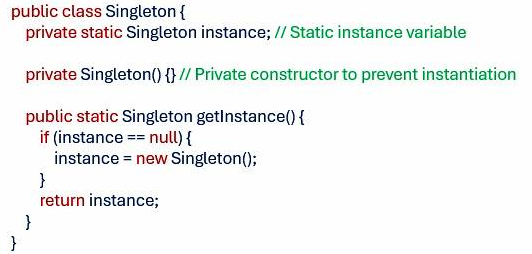 public class Singleton {
private static Singleton instance; // Static instance variable
private Singleton() {} // Private constructor to prevent instantiation
public static Singleton getInstance() {
if (instance == null) {
instance = new Singleton();
}
return instance;
}
}